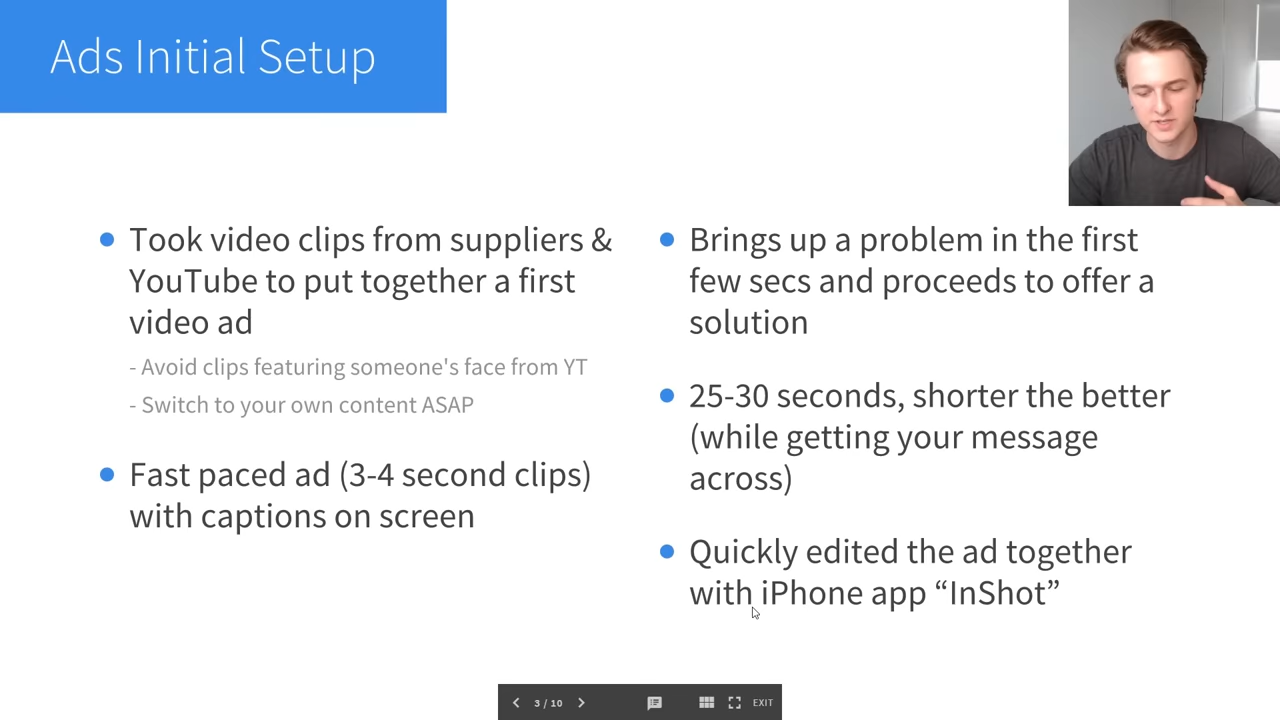 Ads Initial Setup
Took video clips from suppliers &
YouTube to put together a first
video ad
- Avoid clips featuring someone's face from YT
- Switch to your own content ASAP
Fast paced ad (3-4 second clips)
with captions on screen
Brings up a problem in the first
few secs and proceeds to offer a
solution
25-30 seconds, shorter the better
(while getting your message
across)
Quickly edited the ad together
with iPhone app “InShot”
3 / 10
EXIT